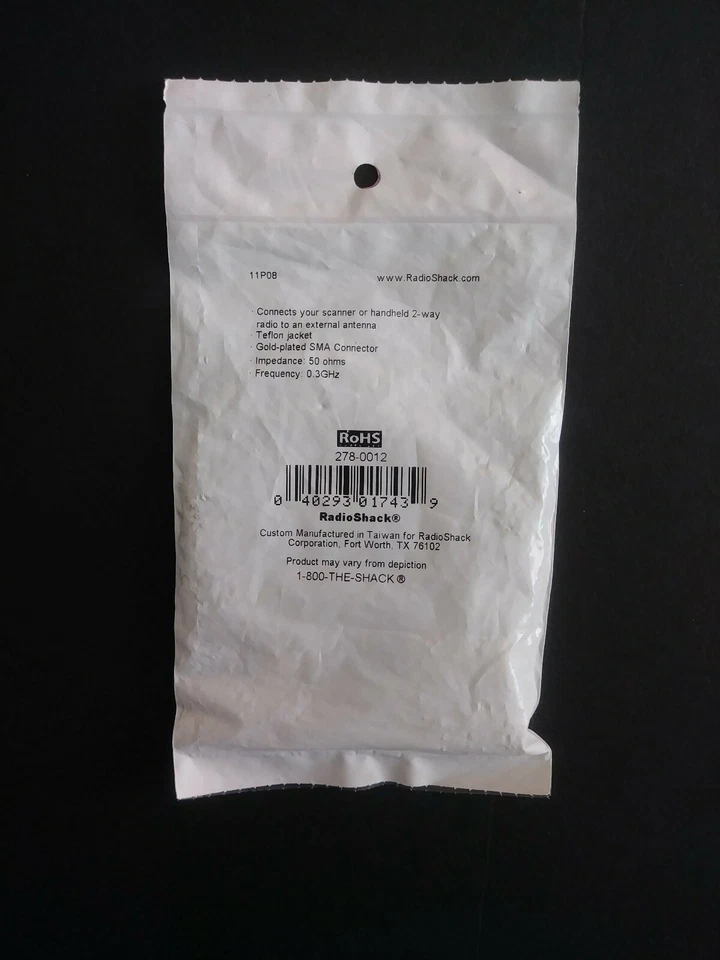 11P08 www.RadioShack.com
· Connects your scanner or handheld 2-way
radio to an external antenna
· Teflon jacket
· Gold-plated SMA Connector
· Impedance: 50 ohms
· Frequency: 0.3GHz
RoHS
278-0012
0 40293 01743 9
RadioShack®
Custom Manufactured in Taiwan for RadioShack
Corporation, Fort Worth, TX 76102
Product may vary from depiction
1-800-THE-SHACK®